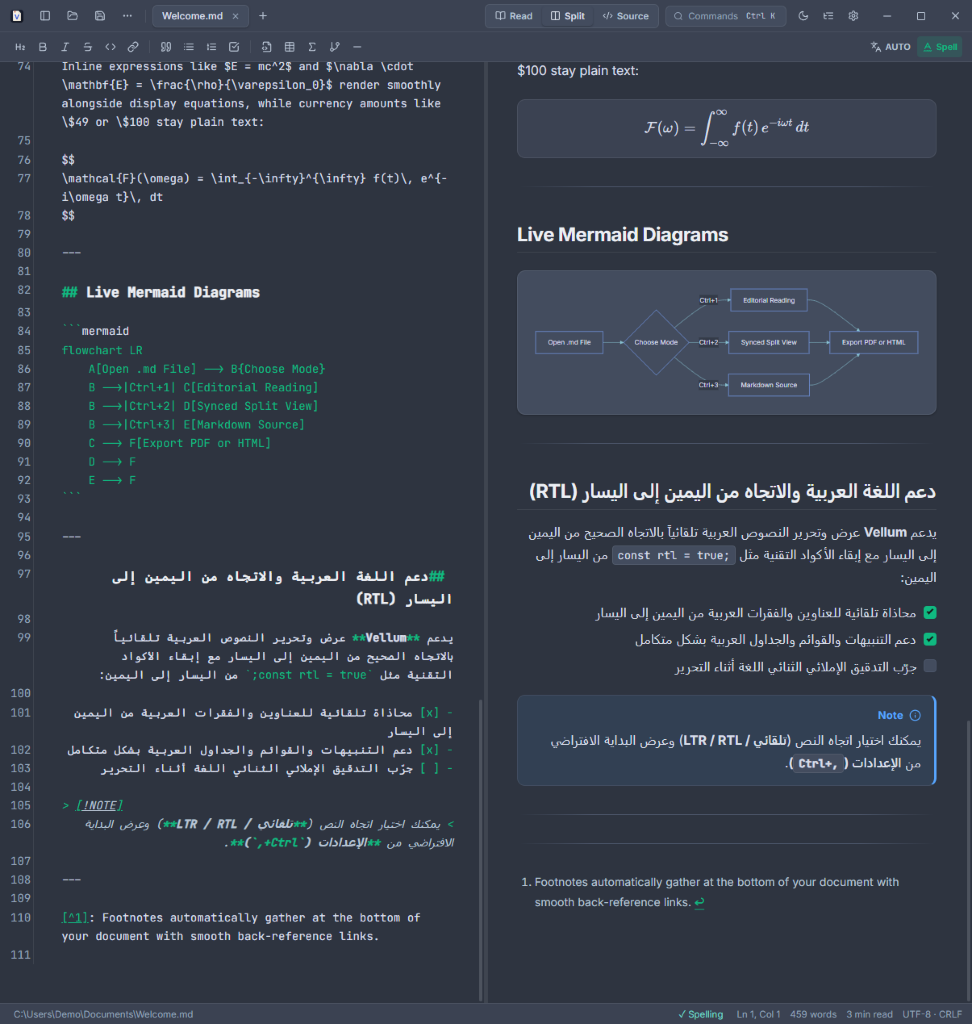 Welcome.md
Read
Split
Source
Commands Ctrl K
H2 B I S
AUTO
Spell
74 Inline expressions like $E = mc^2$ and $\nabla \cdot
\mathbf{E} = \frac{\rho}{\varepsilon_0}$ render smoothly
alongside display equations, while currency amounts like
\$49 or \$100 stay plain text:
75
76 $$
77 \mathcal{F}(\omega) = \int_{-\infty}^{\infty} f(t)\, e^{-
i\omega t}\, dt
78 $$
79
80 ---
81
82 ## Live Mermaid Diagrams
83
84 ```mermaid
85 flowchart LR
86 A[Open .md File] --> B{Choose Mode}
87 B -->|Ctrl+1| C[Editorial Reading]
88 B -->|Ctrl+2| D[Synced Split View]
89 B -->|Ctrl+3| E[Markdown Source]
90 C --> F[Export PDF or HTML]
91 D --> F
92 E --> F
93 ```
94
95 ---
96
97 ## دعم اللغة العربية والاتجاه من اليمين إلى
اليسار (RTL)
98
99 يدعم **Vellum** عرض وتحرير النصوص العربية تلقائياً
بالاتجاه الصحيح من اليمين إلى اليسار مع إبقاء الأكواد
التقنية مثل `const rtl = true;` من اليسار إلى اليمين:
100
101 - [x] محاذاة تلقائية للعناوين والفقرات العربية من اليمين
إلى اليسار
102 - [x] دعم التنبيهات والقوائم والجداول العربية بشكل متكامل
103 - [ ] جرّب التدقيق الإملائي الثنائي اللغة أثناء التحرير
104
105 > [!NOTE]
106 > يمكنك اختيار اتجاه النص (**تلقائي / LTR / RTL**) وعرض البداية
الافتراضي من **الإعدادات (`Ctrl+,`)**.
107
108 ---
109
110 [^1]: Footnotes automatically gather at the bottom of
your document with smooth back-reference links.
111
$100 stay plain text:
ℱ(ω) = ∫_{−∞}^{∞} f(t) e^{−iωt} dt
Live Mermaid Diagrams
Open .md File
Choose Mode
Ctrl+1
Editorial Reading
Ctrl+2
Synced Split View
Ctrl+3
Markdown Source
Export PDF or HTML
دعم اللغة العربية والاتجاه من اليمين إلى اليسار (RTL)
يدعم Vellum عرض وتحرير النصوص العربية تلقائياً بالاتجاه الصحيح من اليمين
إلى اليسار مع إبقاء الأكواد التقنية مثل const rtl = true; من اليسار إلى
اليمين:
محاذاة تلقائية للعناوين والفقرات العربية من اليمين إلى اليسار
دعم التنبيهات والقوائم والجداول العربية بشكل متكامل
جرّب التدقيق الإملائي الثنائي اللغة أثناء التحرير
Note
يمكنك اختيار اتجاه النص (تلقائي / LTR / RTL) وعرض البداية الافتراضي
من الإعدادات (Ctrl+,).
1. Footnotes automatically gather at the bottom of your document with
smooth back-reference links. ↩
C:\Users\Demo\Documents\Welcome.md
✓ Spelling
Ln 1, Col 1
459 words
3 min read
UTF-8 · CRLF